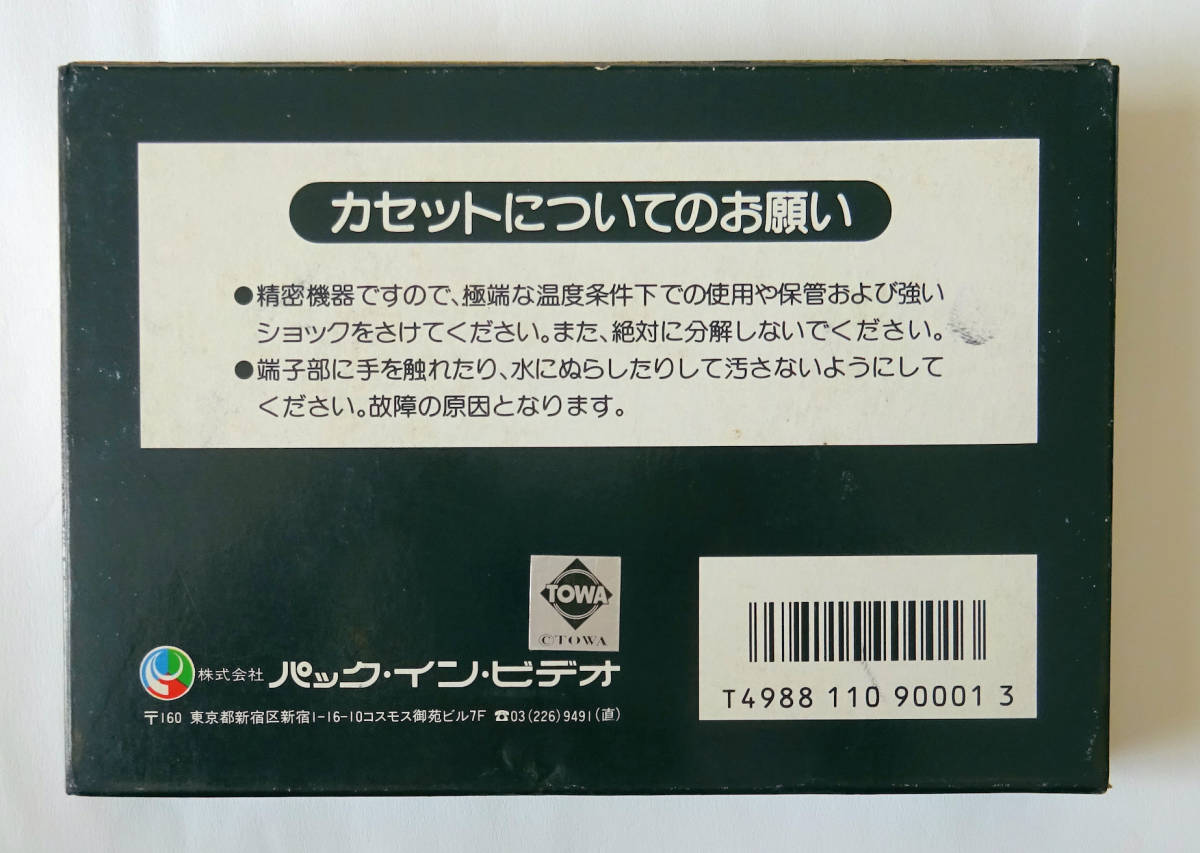 カセットについてのお願い
●精密機器ですので、極端な温度条件下での使用や保管および強い
ショックをさけてください。また、絶対に分解しないでください。
●端子部に手を触れたり、水にぬらしたりして汚さないようにして
ください。故障の原因となります。
TOWA
©TOWA
株式会社 パック・イン・ビデオ
〒160 東京都新宿区新宿1-16-10コスモス御苑ビル7F ☎03(226)9491(直)
T4988 110 90001 3